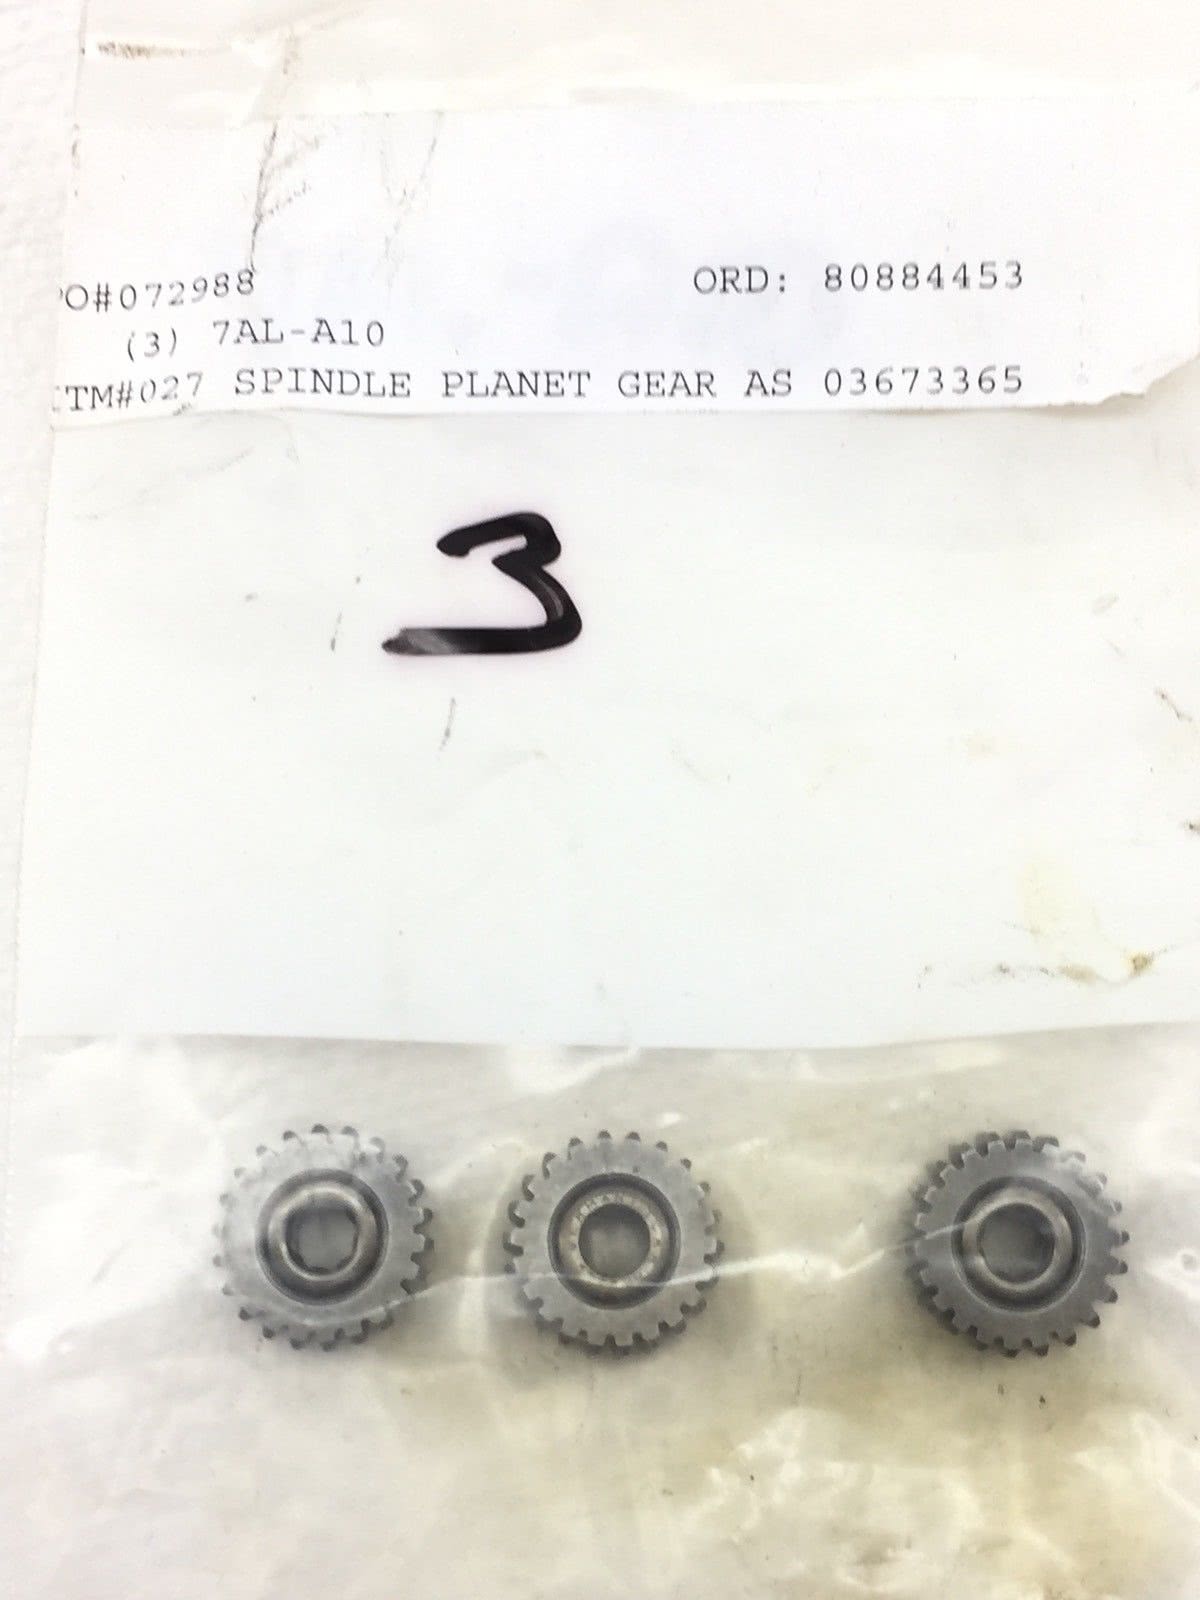 PO#072988 ORD: 80884453
(3) 7AL-A10
ITM#027 SPINDLE PLANET GEAR AS 03673365
3